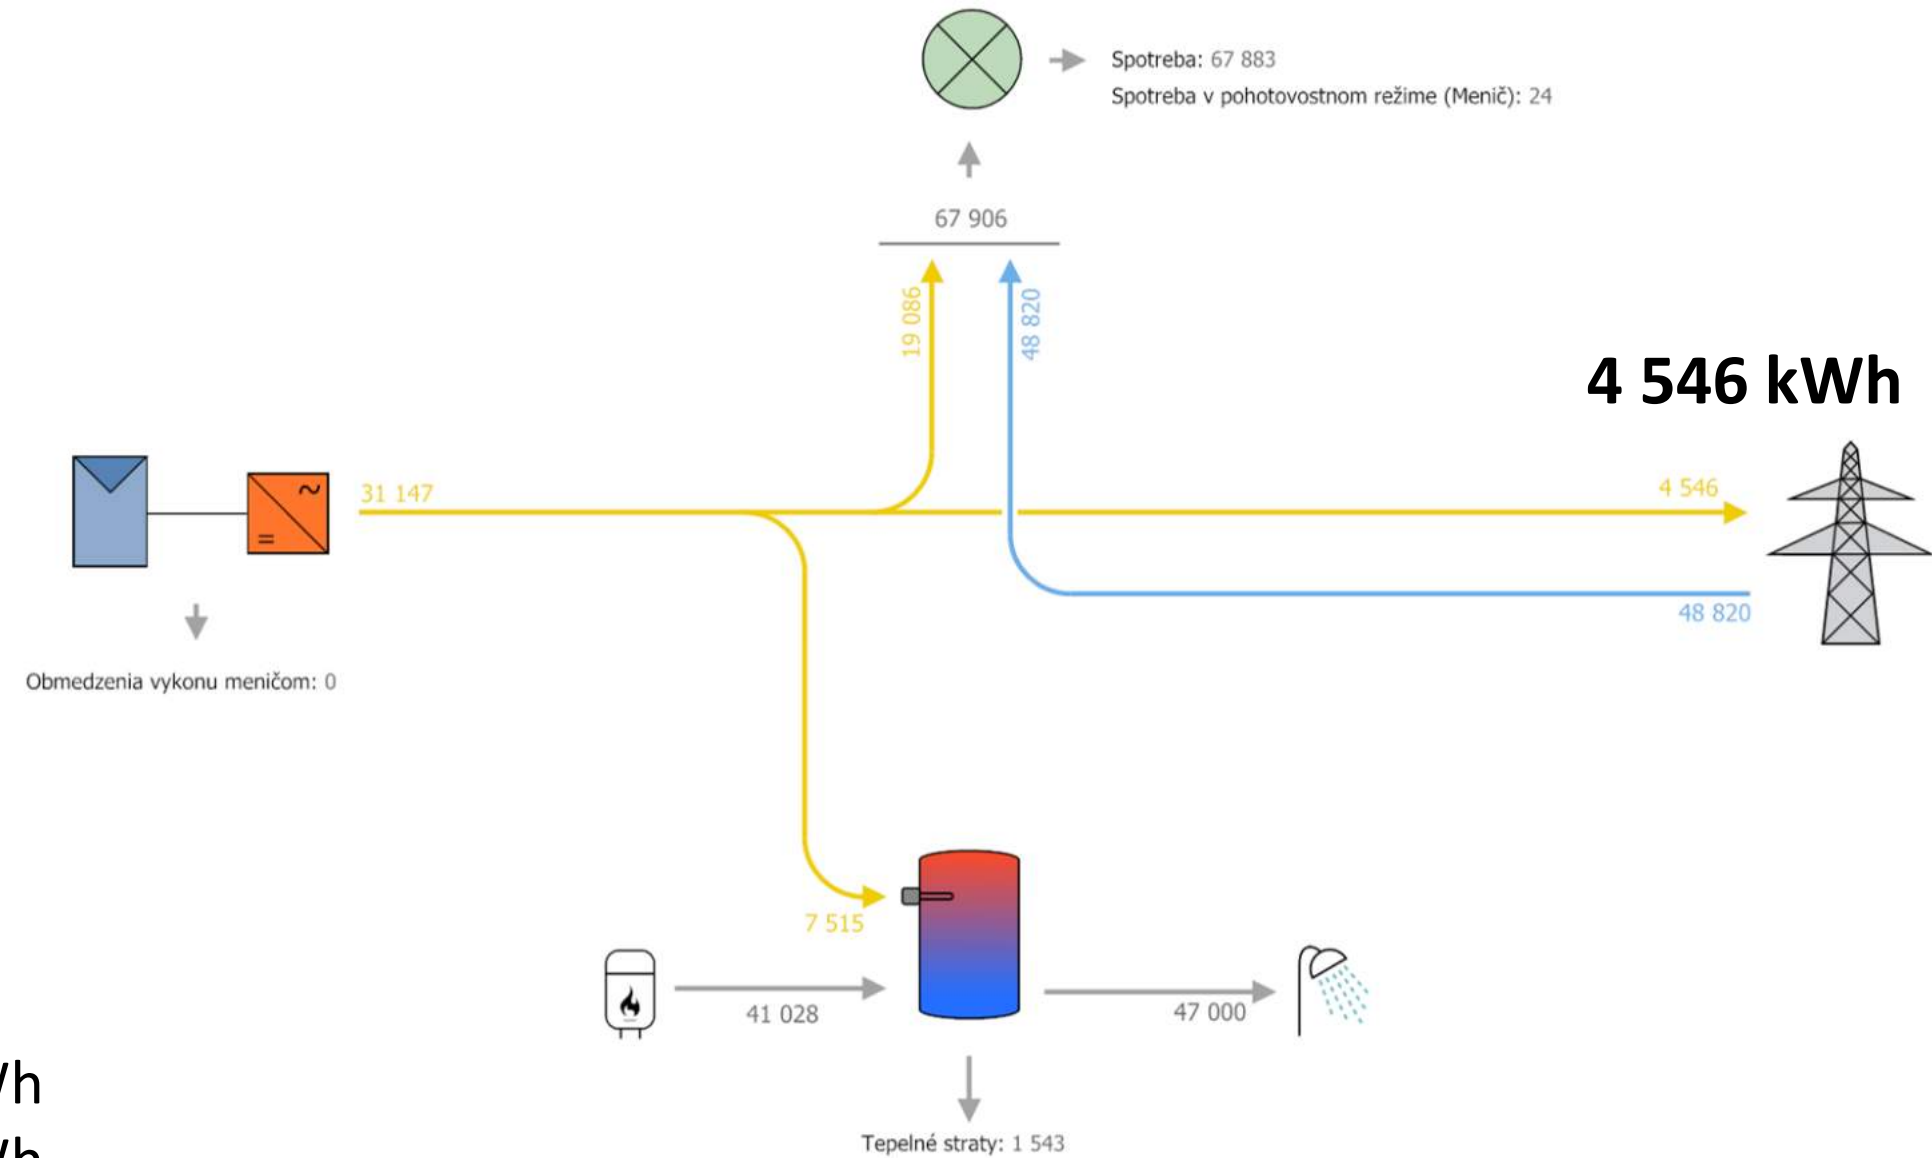 Spotreba: 67 883
Spotreba v pohotovostnom režime (Menič): 24
67 906
19 086
48 820
4 546 kWh
31 147
4 546
48 820
Obmedzenia vykonu meničom: 0
7 515
41 028
47 000
Tepelné straty: 1 543